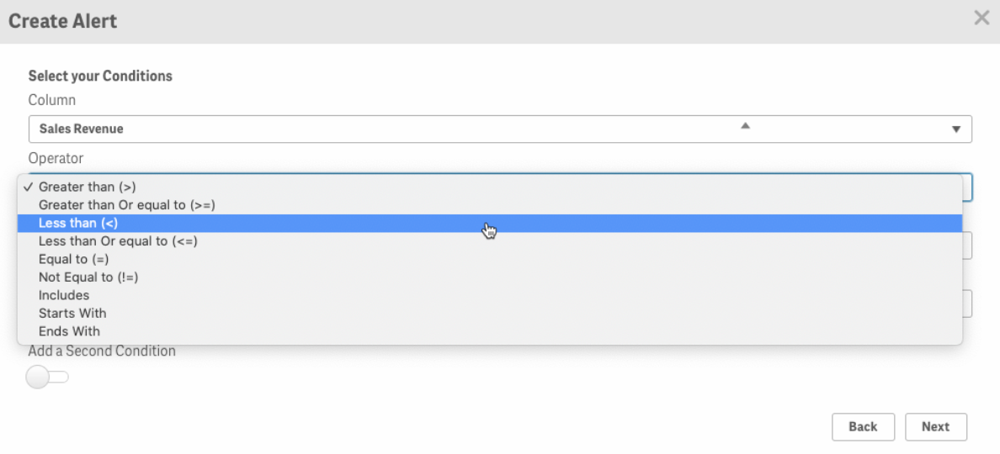 Create Alert
Select your Conditions
Column
Sales Revenue
Operator
✓ Greater than (>)
Greater than Or equal to (>=)
Less than (<)
Less than Or equal to (<=)
Equal to (=)
Not Equal to (!=)
Includes
Starts With
Ends With
Add a Second Condition
Back Next